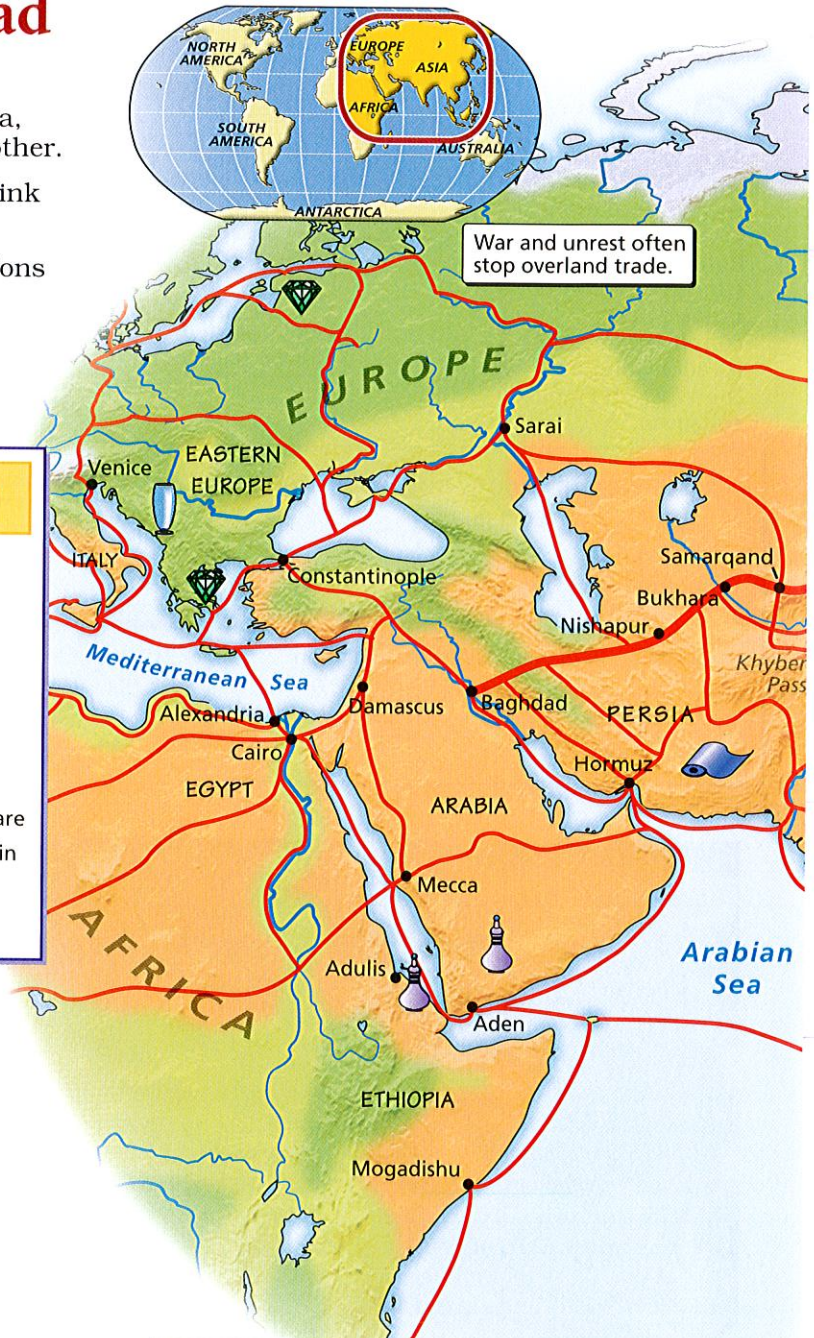 ad
a,
other.
ink
ons
NORTH
AMERICA
EUROPE
ASIA
AFRICA
SOUTH
AMERICA
AUSTRALIA
ANTARCTICA
War and unrest often
stop overland trade.
EUROPE
Sarai
Venice
EASTERN
EUROPE
ITALY
Constantinople
Samarqand
Bukhara
Nishapur
Khyber
Pass
Mediterranean Sea
Damascus
Baghdad
Alexandria
PERSIA
Cairo
Hormuz
EGYPT
ARABIA
are
in
Mecca
AFRICA
Adulis
Arabian
Sea
Aden
ETHIOPIA
Mogadishu